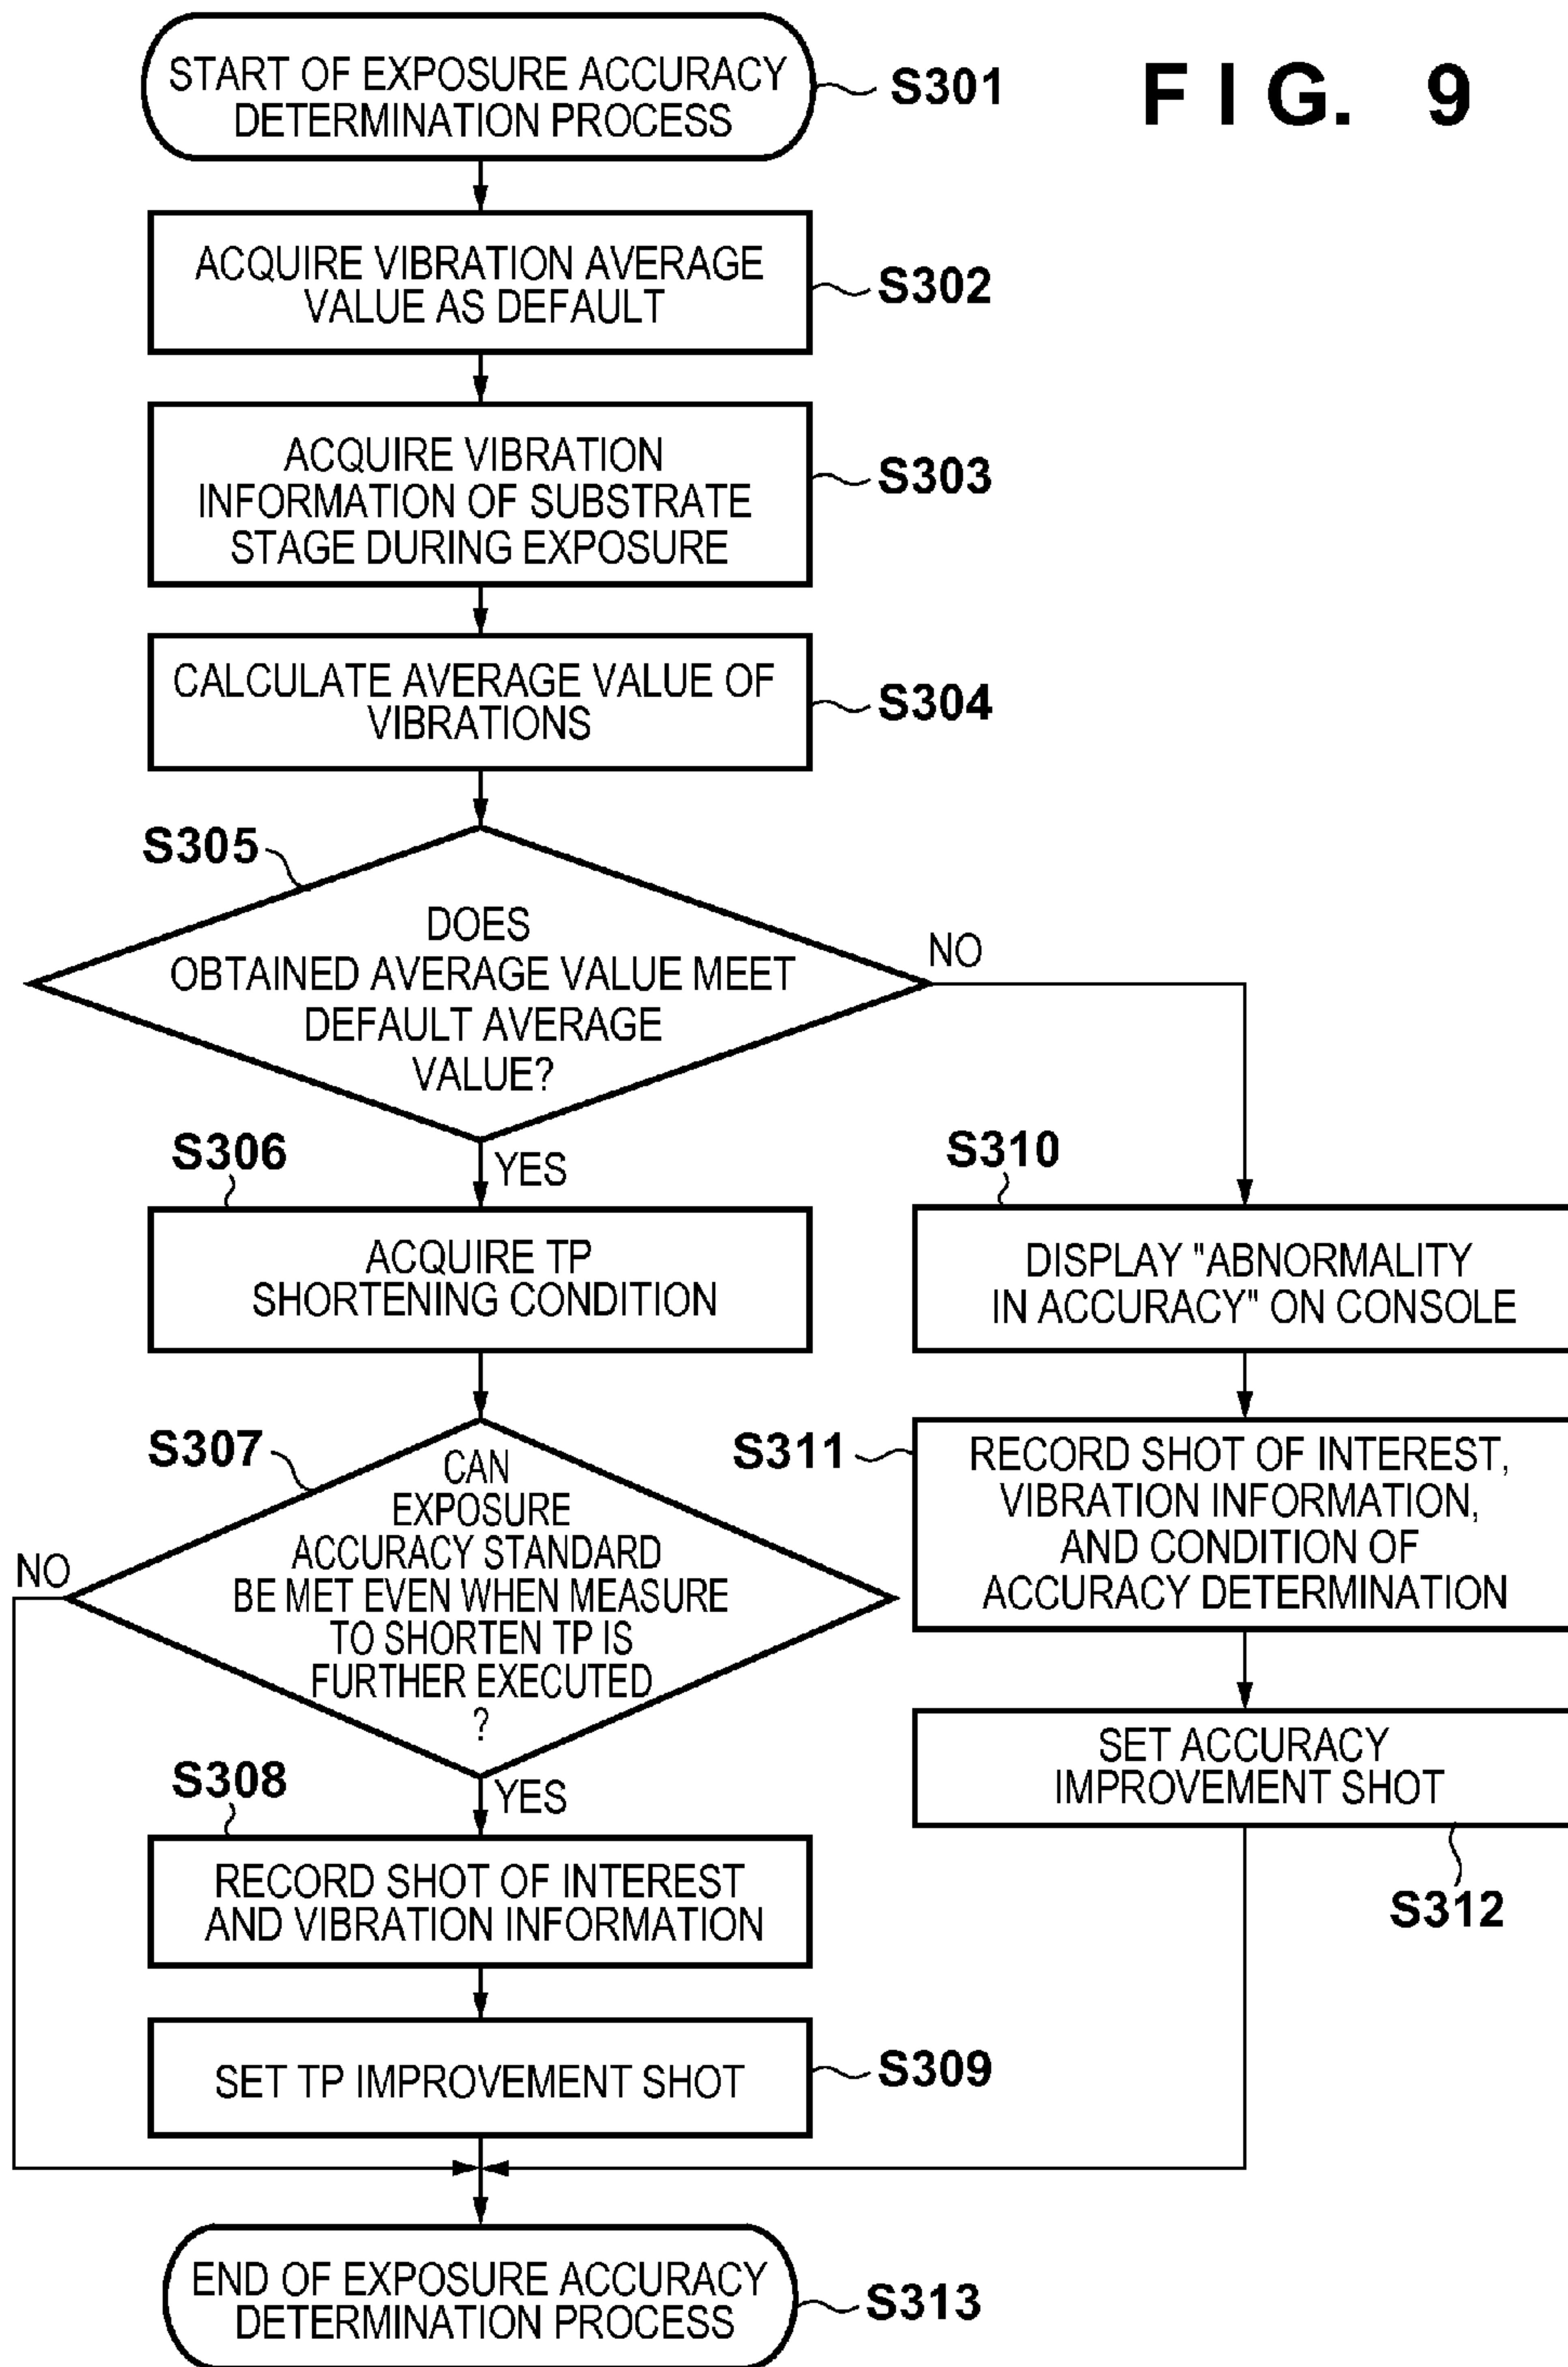 FIG. 9
START OF EXPOSURE ACCURACY
DETERMINATION PROCESS
S301
ACQUIRE VIBRATION AVERAGE
VALUE AS DEFAULT
S302
ACQUIRE VIBRATION
INFORMATION OF SUBSTRATE
STAGE DURING EXPOSURE
S303
CALCULATE AVERAGE VALUE OF
VIBRATIONS
S304
S305
DOES
OBTAINED AVERAGE VALUE MEET
DEFAULT AVERAGE
VALUE?
NO
YES
S306
ACQUIRE TP
SHORTENING CONDITION
S307
CAN
EXPOSURE
ACCURACY STANDARD
BE MET EVEN WHEN MEASURE
TO SHORTEN TP IS
FURTHER EXECUTED
?
NO
YES
S308
RECORD SHOT OF INTEREST
AND VIBRATION INFORMATION
SET TP IMPROVEMENT SHOT
S309
S310
DISPLAY "ABNORMALITY
IN ACCURACY" ON CONSOLE
S311
RECORD SHOT OF INTEREST,
VIBRATION INFORMATION,
AND CONDITION OF
ACCURACY DETERMINATION
SET ACCURACY
IMPROVEMENT SHOT
S312
END OF EXPOSURE ACCURACY
DETERMINATION PROCESS
S313